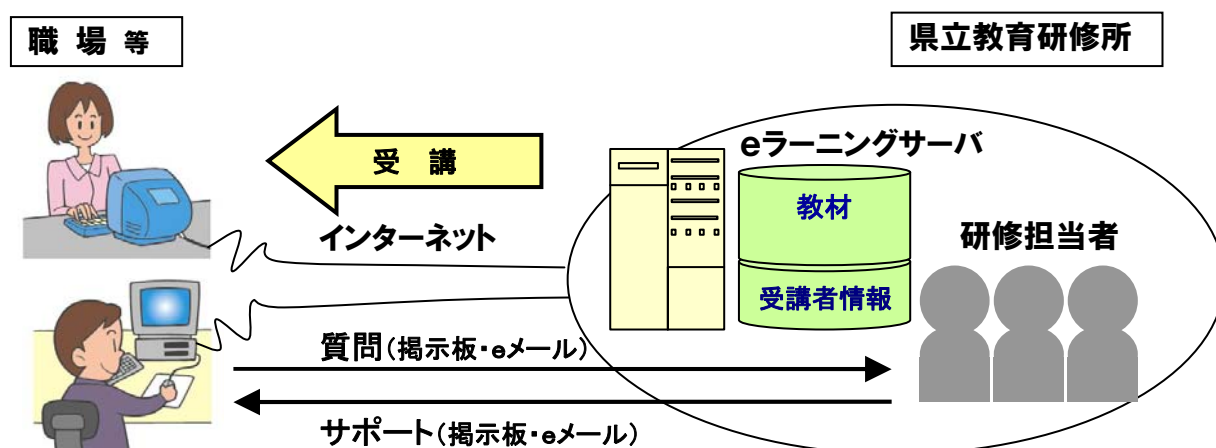 職 場 等
県立教育研修所
受 講
eラーニングサーバ
教材
インターネット
研修担当者
受講者情報
質問(掲示板・eメール)
サポート(掲示板・eメール)